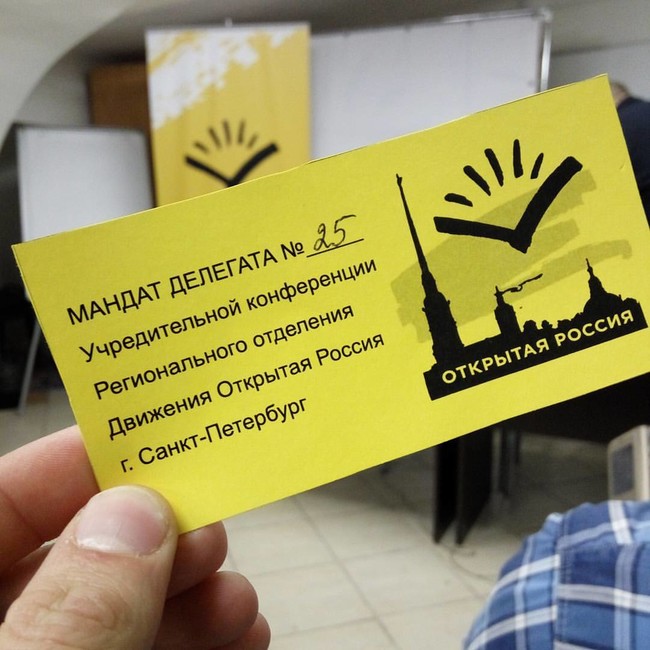 МАНДАТ ДЕЛЕГАТА № 25
Учредительной конференции
Регионального отделения
Движения Открытая Россия
г. Санкт-Петербург
ОТКРЫТАЯ РОССИЯ